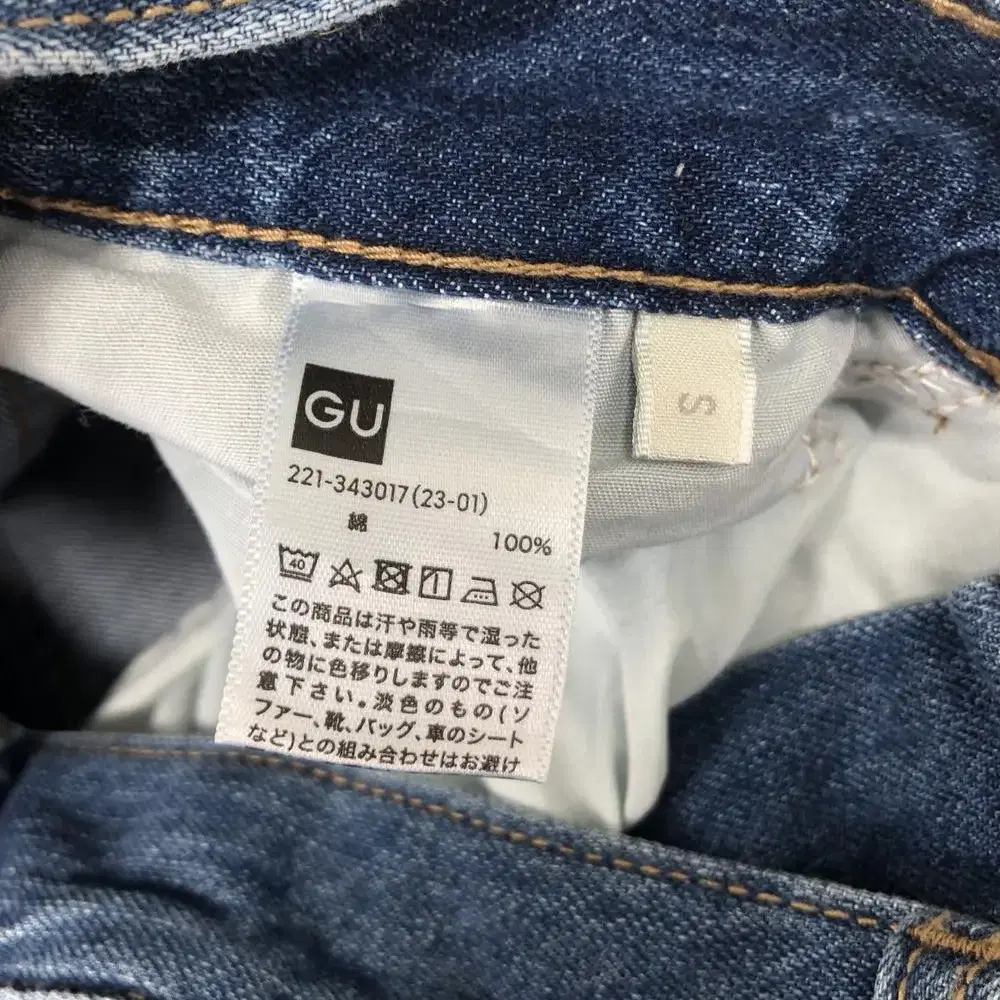 GU
S
221-343017(23-01)
綿 100%
40
この商品は汗や雨等で湿った
状態、または摩擦によって、他
の物に色移りしますのでご注
意下さい。淡色のもの(ソ
ファー、靴、バッグ、車のシート
など)との組み合わせはお避け